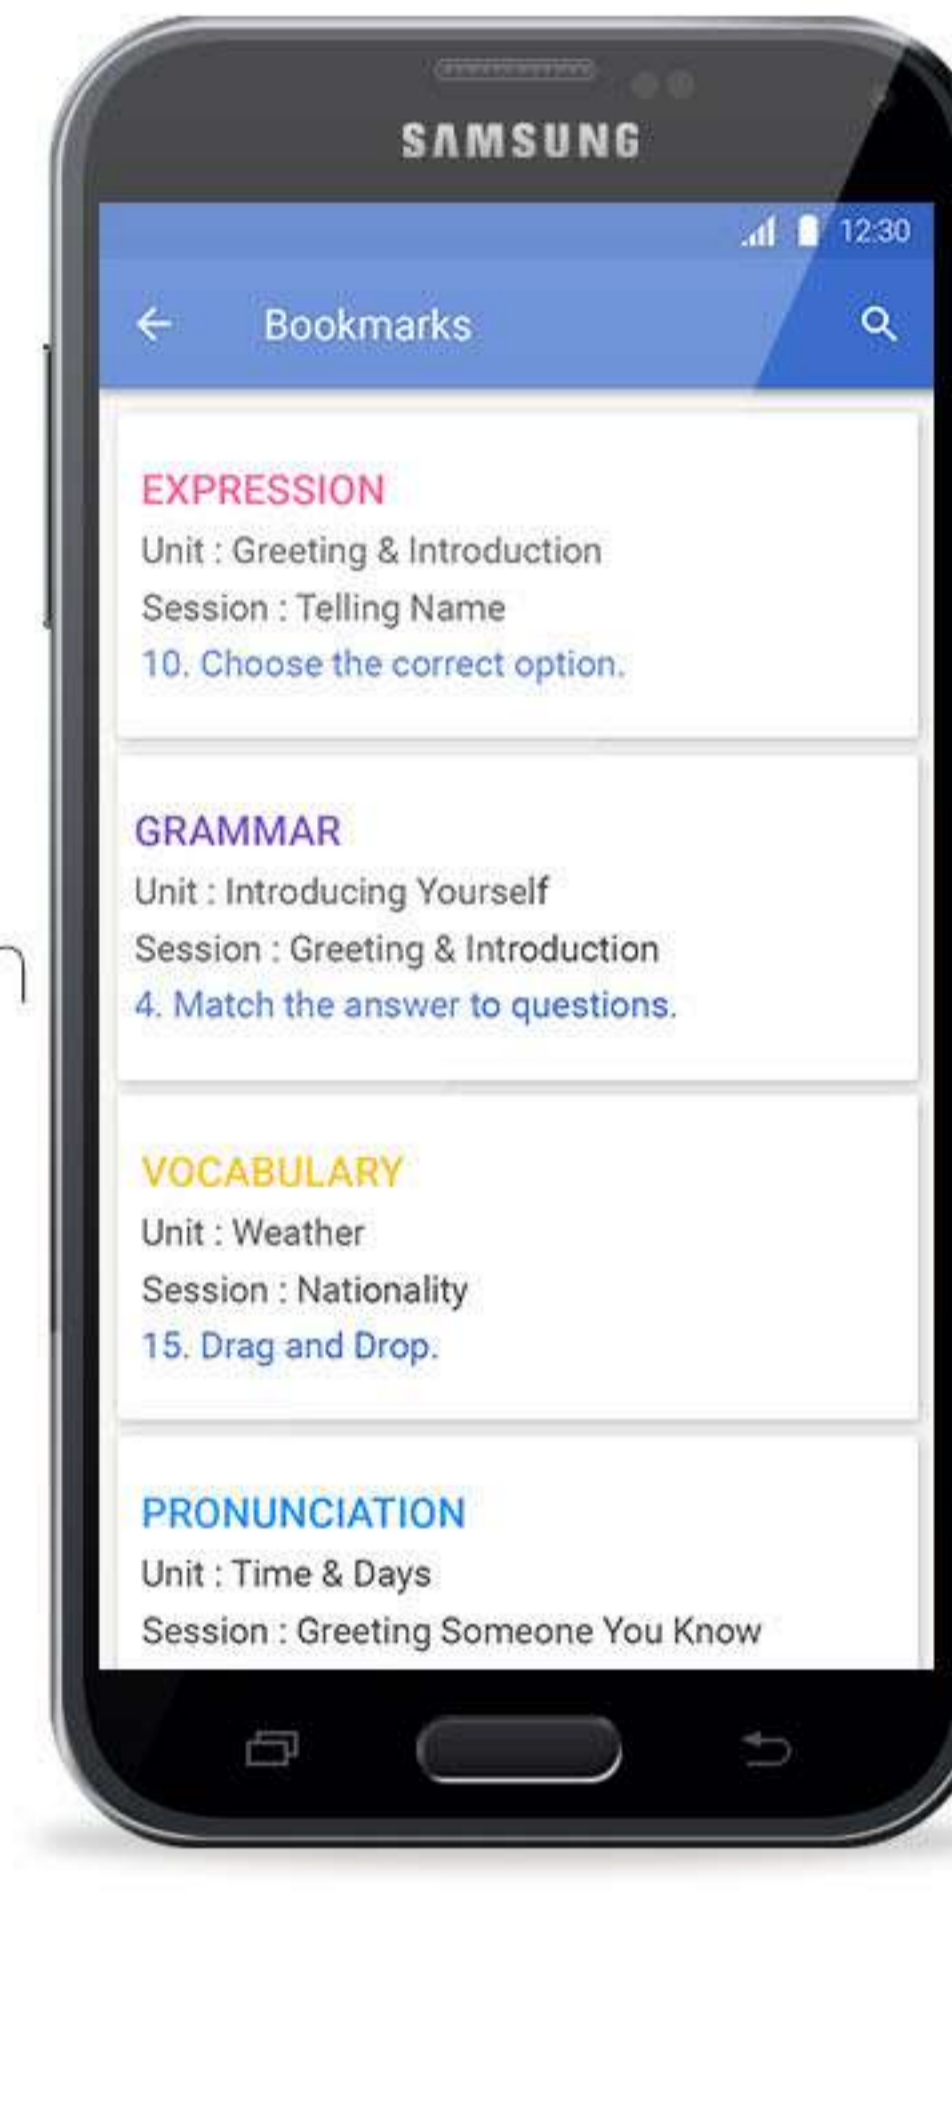 SAMSUNG
12:30
Bookmarks
EXPRESSION
Unit : Greeting & Introduction
Session : Telling Name
10. Choose the correct option.
GRAMMAR
Unit : Introducing Yourself
Session : Greeting & Introduction
4. Match the answer to questions.
VOCABULARY
Unit : Weather
Session : Nationality
15. Drag and Drop.
PRONUNCIATION
Unit : Time & Days
Session : Greeting Someone You Know